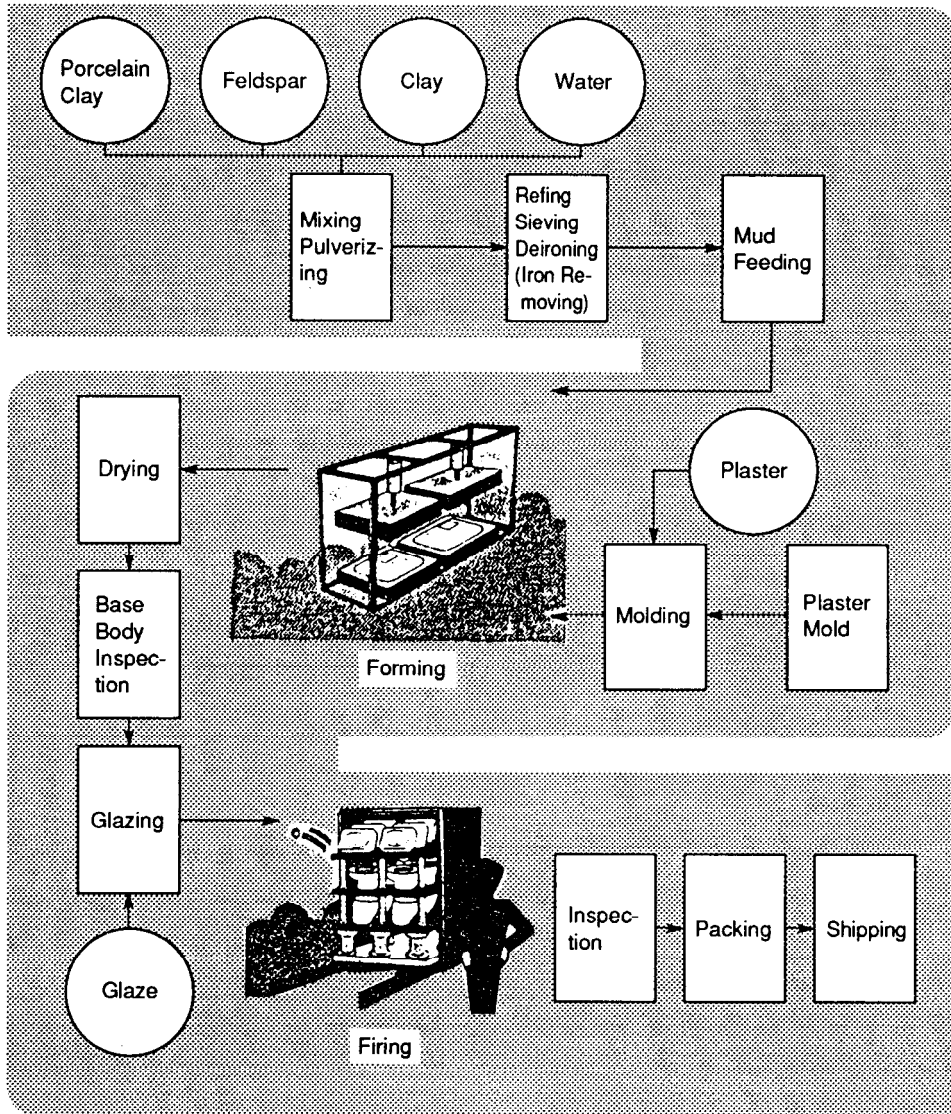 Porcelain
Clay
Feldspar
Clay
Water
Mixing
Pulveriz-
ing
Refing
Sieving
Deironing
(Iron Re-
moving)
Mud
Feeding
Drying
Plaster
Base
Body
Inspec-
tion
Molding
Plaster
Mold
Forming
Glazing
Glaze
Firing
Inspec-
tion
Packing
Shipping